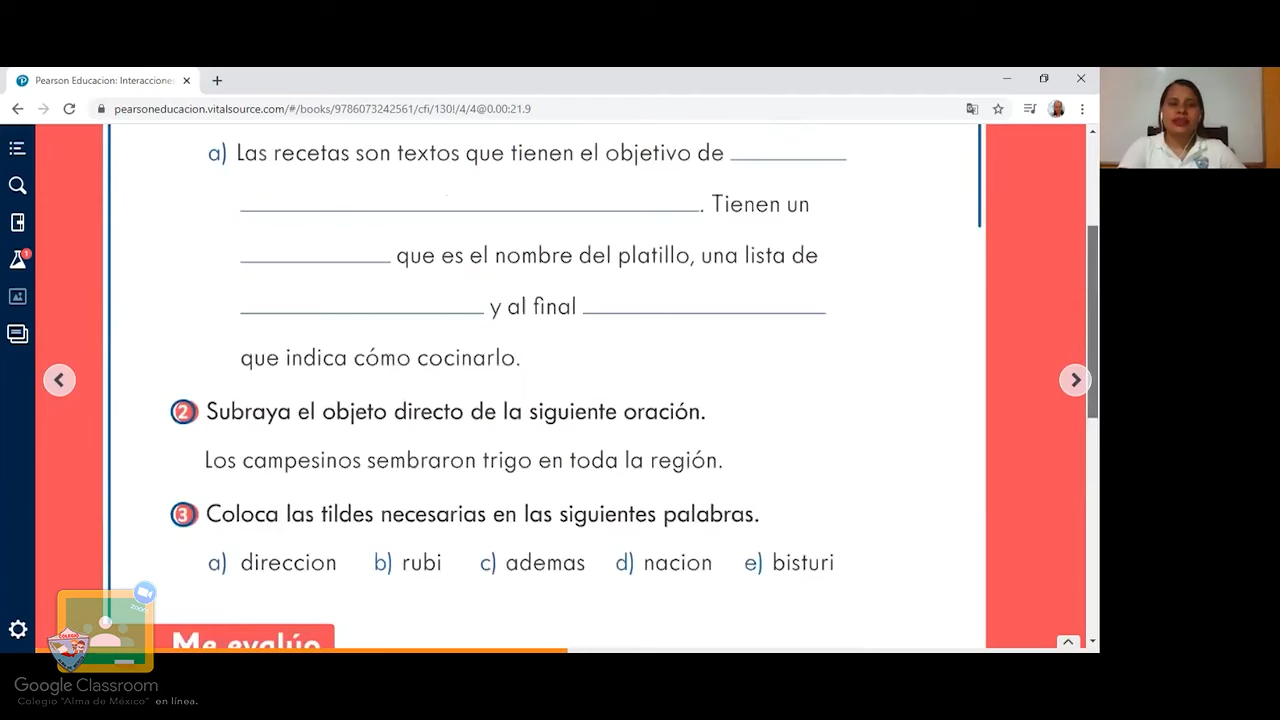 Pearson Educacion: Interacciones
pearsoneducacion.vitalsource.com/#/books/9786073242561/cfi/130!/4/4@0.00:21.9
a) Las recetas son textos que tienen el objetivo de
. Tienen un
que es el nombre del platillo, una lista de
y al final
que indica cómo cocinarlo.
2 Subraya el objeto directo de la siguiente oración.
Los campesinos sembraron trigo en toda la región.
3 Coloca las tildes necesarias en las siguientes palabras.
a) direccion b) rubi c) ademas d) nacion e) bisturi
Me evalúo
zoom
COLEGIO
Google Classroom
Colegio "Alma de México" en línea.